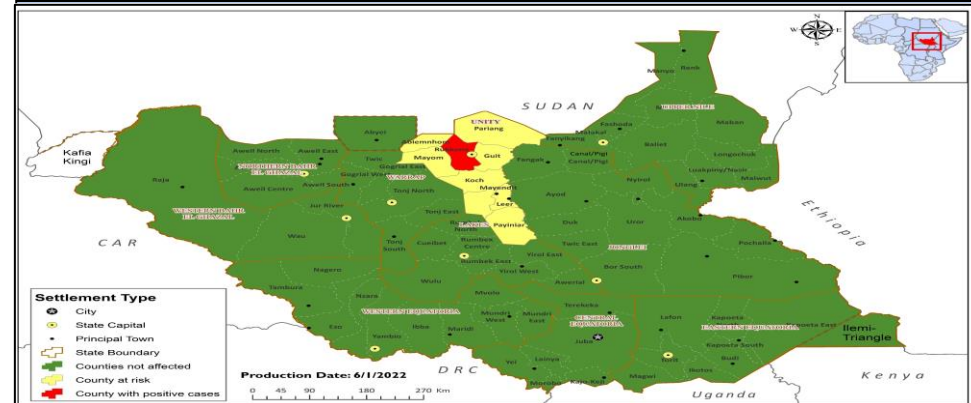 N
W E
S
SUDAN
Manyo
Renk
UPPER NILE
UNITY
Pariang
Fashoda
Malakal
Maban
Kafia
Kingi
Abyei
Abiemnhom
Rubkona
Guit
Panyikang
Canal/Pigi
Canal/Pigi
Baliet
Fangak
Longochuk
Luakpiny/Nasir
Maiwut
Aweil North
Aweil East
Twic
Mayom
NORTHERN BAHR
EL GHAZAL
Gogrial East
Gogrial West
WARRAP
Koch
Nyirol
Ulang
Raja
Aweil Centre
Aweil South
Tonj North
Mayendit
Leer
Ayod
Akobo
Ethiopia
WESTERN BAHR
EL GHAZAL
Jur River
Tonj East
Rumbek
North
LAKES
Payinjiar
Duk
Uror
CAR
Wau
Tonj
South
Cueibet
Rumbek
Centre
Twic East
JONGLEI
Pochalla
Rumbek East
Yirol East
Yirol West
Bor South
Nagero
Wulu
Awerial
Pibor
Tambura
Nzara
WESTERN EQUATORIA
Mvolo
Terekeka
CENTRAL
EQUATORIA
Mundri
West
Mundri
East
Lafon
Kapoeta
EASTERN EQUATORIA
Kapoeta East
Ilemi-
Triangle
Ezo
Yambio
Ibba
Maridi
Juba
Kapoeta South
Yei
Lainya
Torit
Budi
Ikotos
Morobo
Kajo-Keji
Magwi
DRC
Uganda
Kenya
Settlement Type
City
State Capital
Principal Town
State Boundary
Counties not affected
County at risk
County with positive cases
Production Date: 6/1/2022
0 45 90 180 270 Km